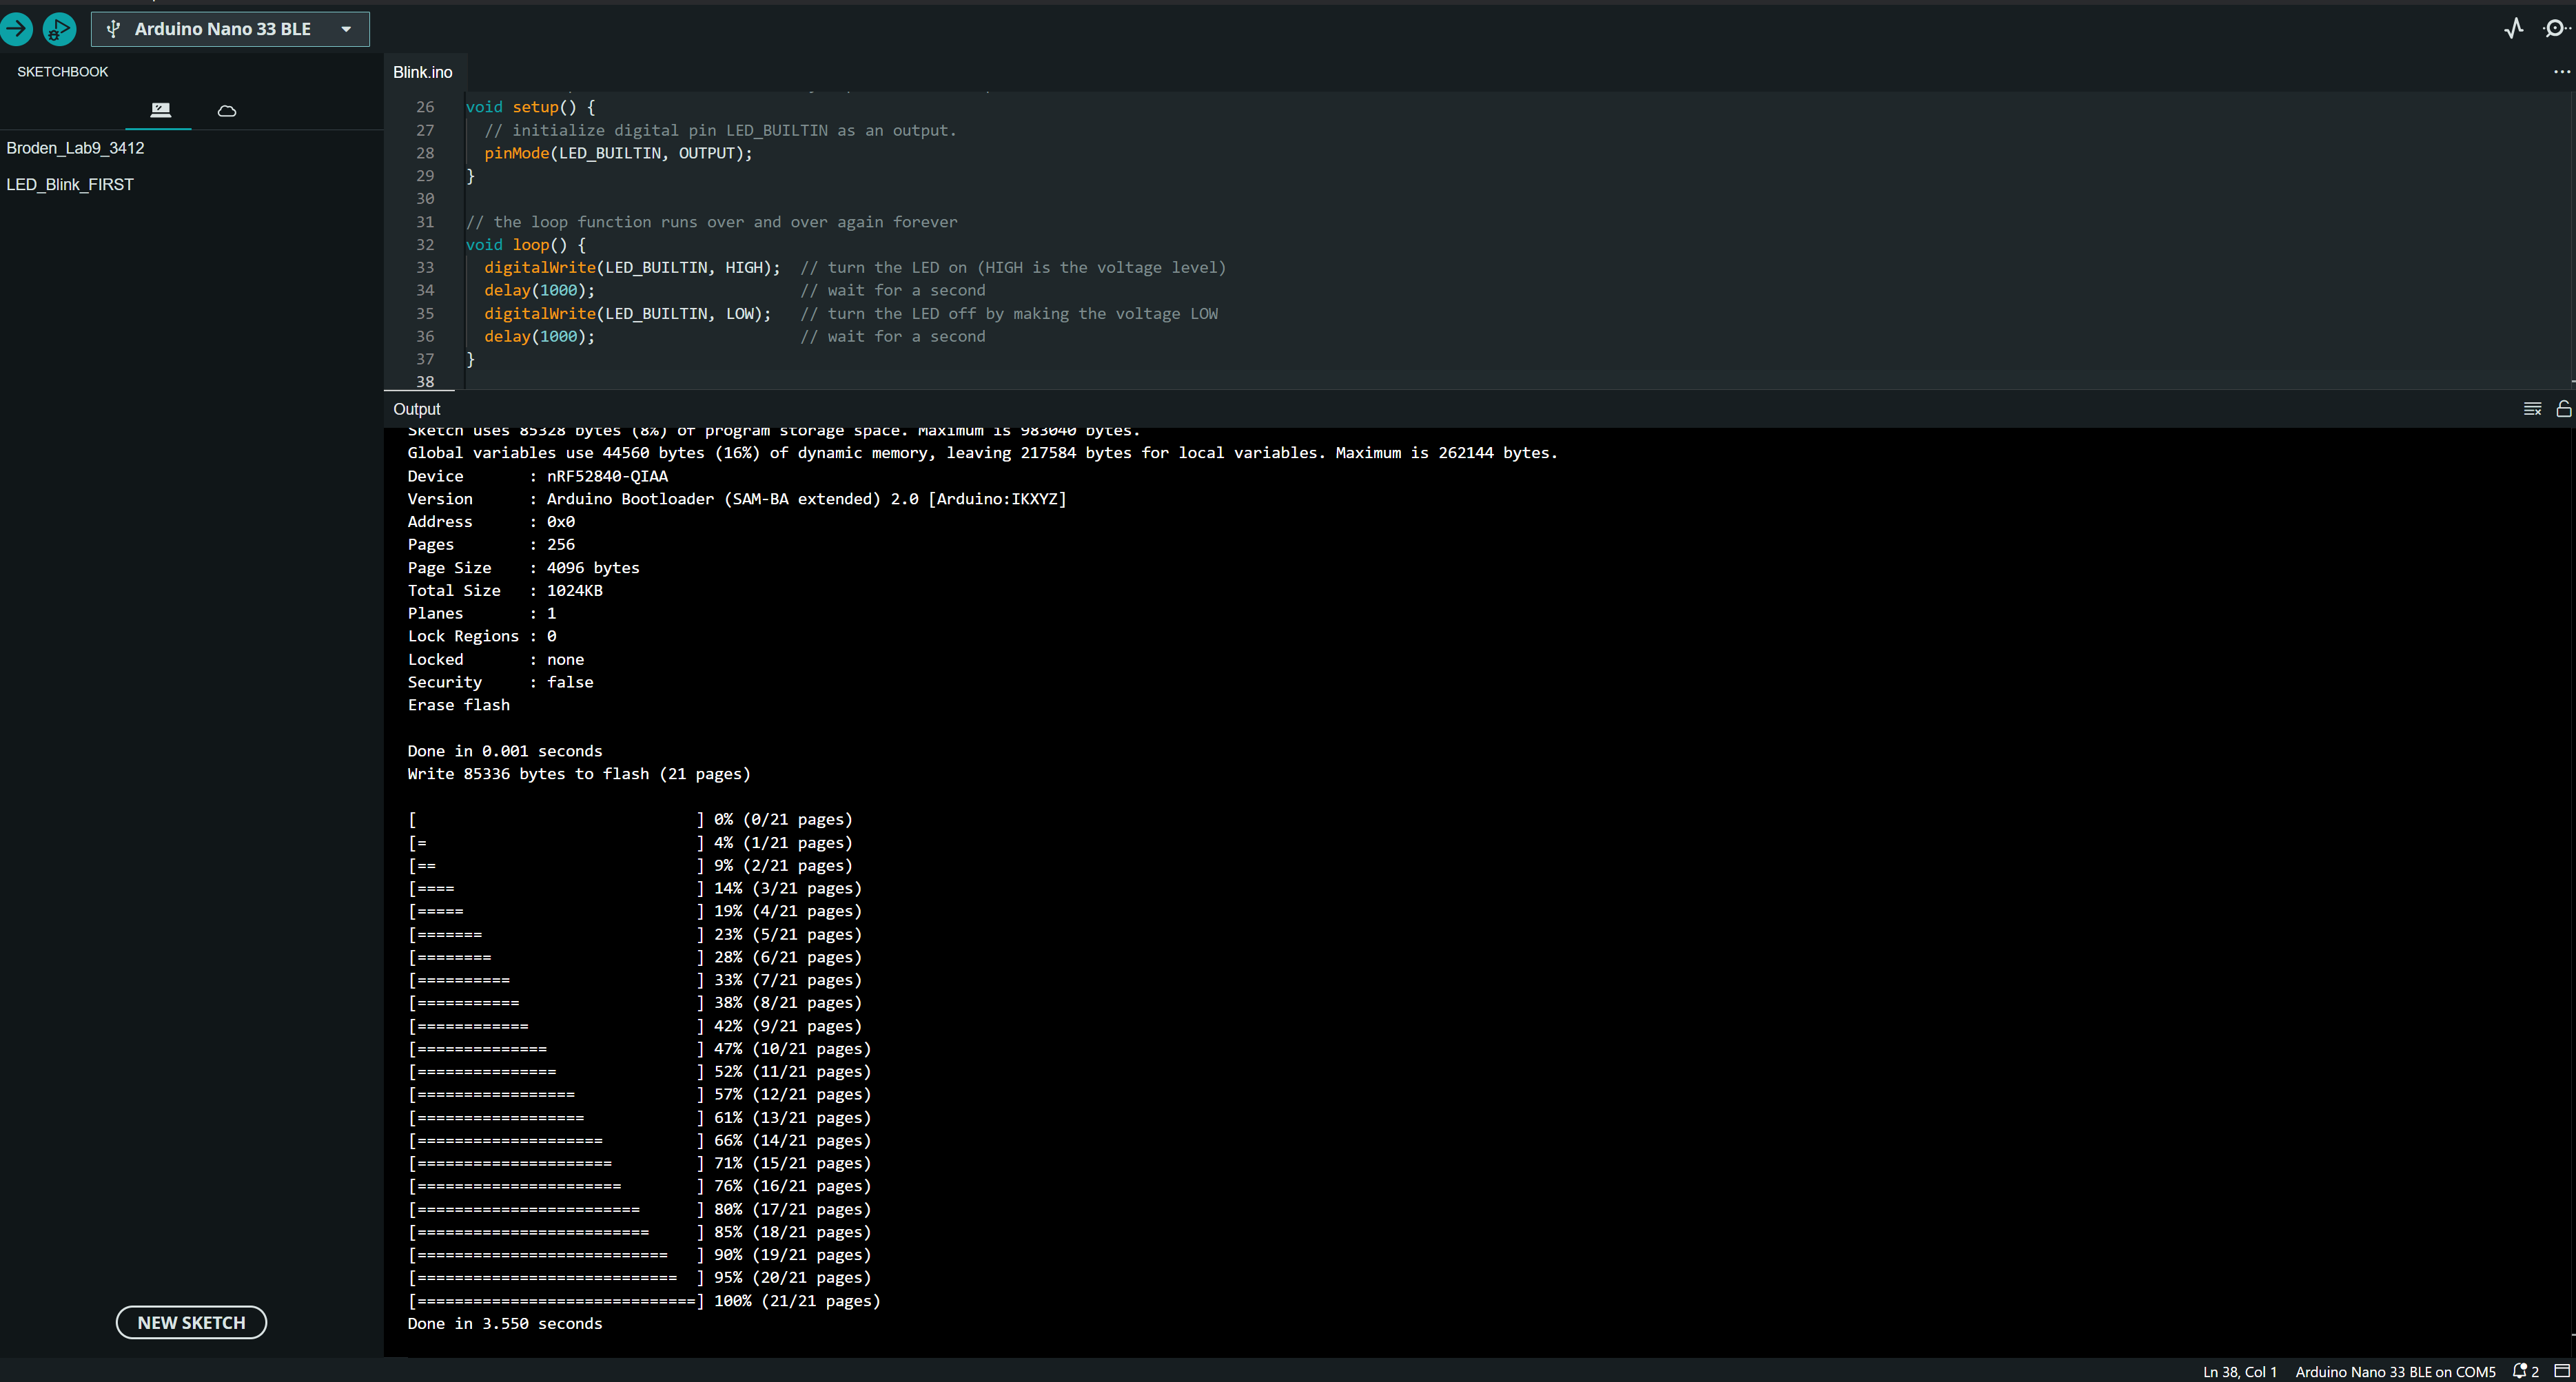 Arduino Nano 33 BLE
SKETCHBOOK
Broden_Lab9_3412
LED_Blink_FIRST
NEW SKETCH
Blink.ino
26 void setup() {
27 // initialize digital pin LED_BUILTIN as an output.
28 pinMode(LED_BUILTIN, OUTPUT);
29 }
30
31 // the loop function runs over and over again forever
32 void loop() {
33 digitalWrite(LED_BUILTIN, HIGH);  // turn the LED on (HIGH is the voltage level)
34 delay(1000);                      // wait for a second
35 digitalWrite(LED_BUILTIN, LOW);   // turn the LED off by making the voltage LOW
36 delay(1000);                      // wait for a second
37 }
38
Output
Sketch uses 85328 bytes (8%) of program storage space. Maximum is 983040 bytes.
Global variables use 44560 bytes (16%) of dynamic memory, leaving 217584 bytes for local variables. Maximum is 262144 bytes.
Device       : nRF52840-QIAA
Version      : Arduino Bootloader (SAM-BA extended) 2.0 [Arduino:IKXYZ]
Address      : 0x0
Pages        : 256
Page Size    : 4096 bytes
Total Size   : 1024KB
Planes       : 1
Lock Regions : 0
Locked       : none
Security     : false
Erase flash
Done in 0.001 seconds
Write 85336 bytes to flash (21 pages)
[                              ] 0% (0/21 pages)
[=                             ] 4% (1/21 pages)
[==                            ] 9% (2/21 pages)
[====                          ] 14% (3/21 pages)
[=====                         ] 19% (4/21 pages)
[=======                       ] 23% (5/21 pages)
[========                      ] 28% (6/21 pages)
[==========                    ] 33% (7/21 pages)
[===========                   ] 38% (8/21 pages)
[============                  ] 42% (9/21 pages)
[==============                ] 47% (10/21 pages)
[===============               ] 52% (11/21 pages)
[=================             ] 57% (12/21 pages)
[==================            ] 61% (13/21 pages)
[====================          ] 66% (14/21 pages)
[=====================         ] 71% (15/21 pages)
[======================        ] 76% (16/21 pages)
[========================      ] 80% (17/21 pages)
[=========================     ] 85% (18/21 pages)
[===========================   ] 90% (19/21 pages)
[============================  ] 95% (20/21 pages)
[==============================] 100% (21/21 pages)
Done in 3.550 seconds
Ln 38, Col 1 Arduino Nano 33 BLE on COM5 2